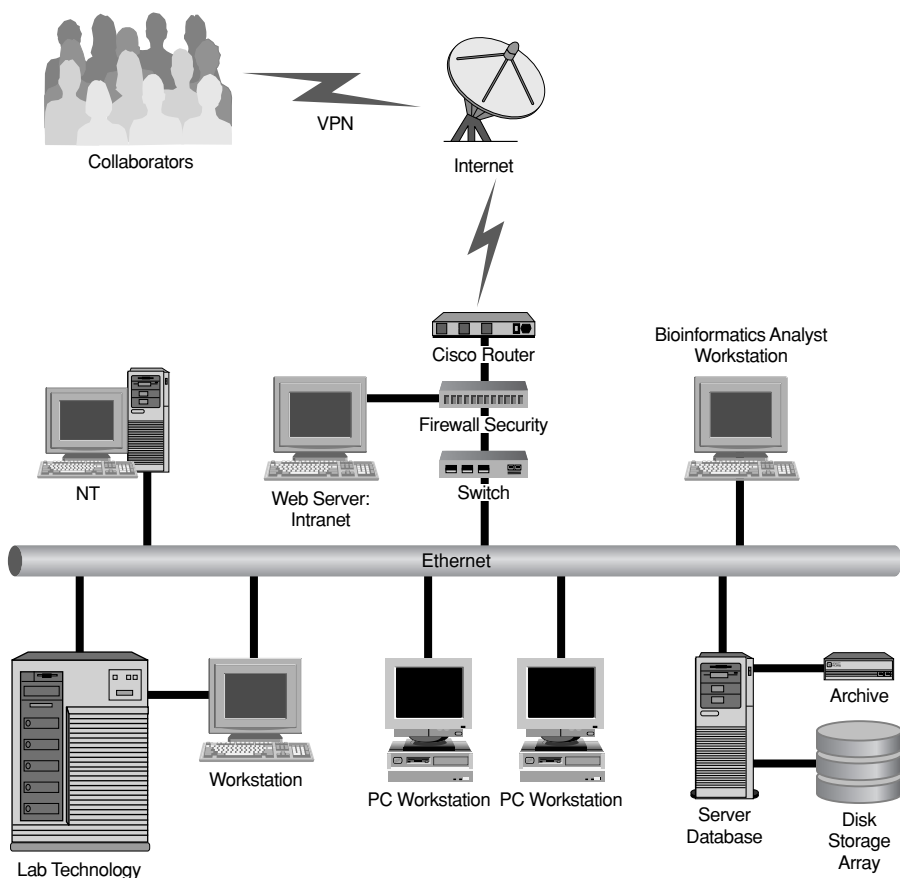 VPN
Collaborators
Internet
Cisco Router
Bioinformatics Analyst
Workstation
Firewall Security
NT
Web Server:
Intranet
Switch
Ethernet
Archive
Workstation
PC Workstation
PC Workstation
Server
Database
Disk
Storage
Array
Lab Technology